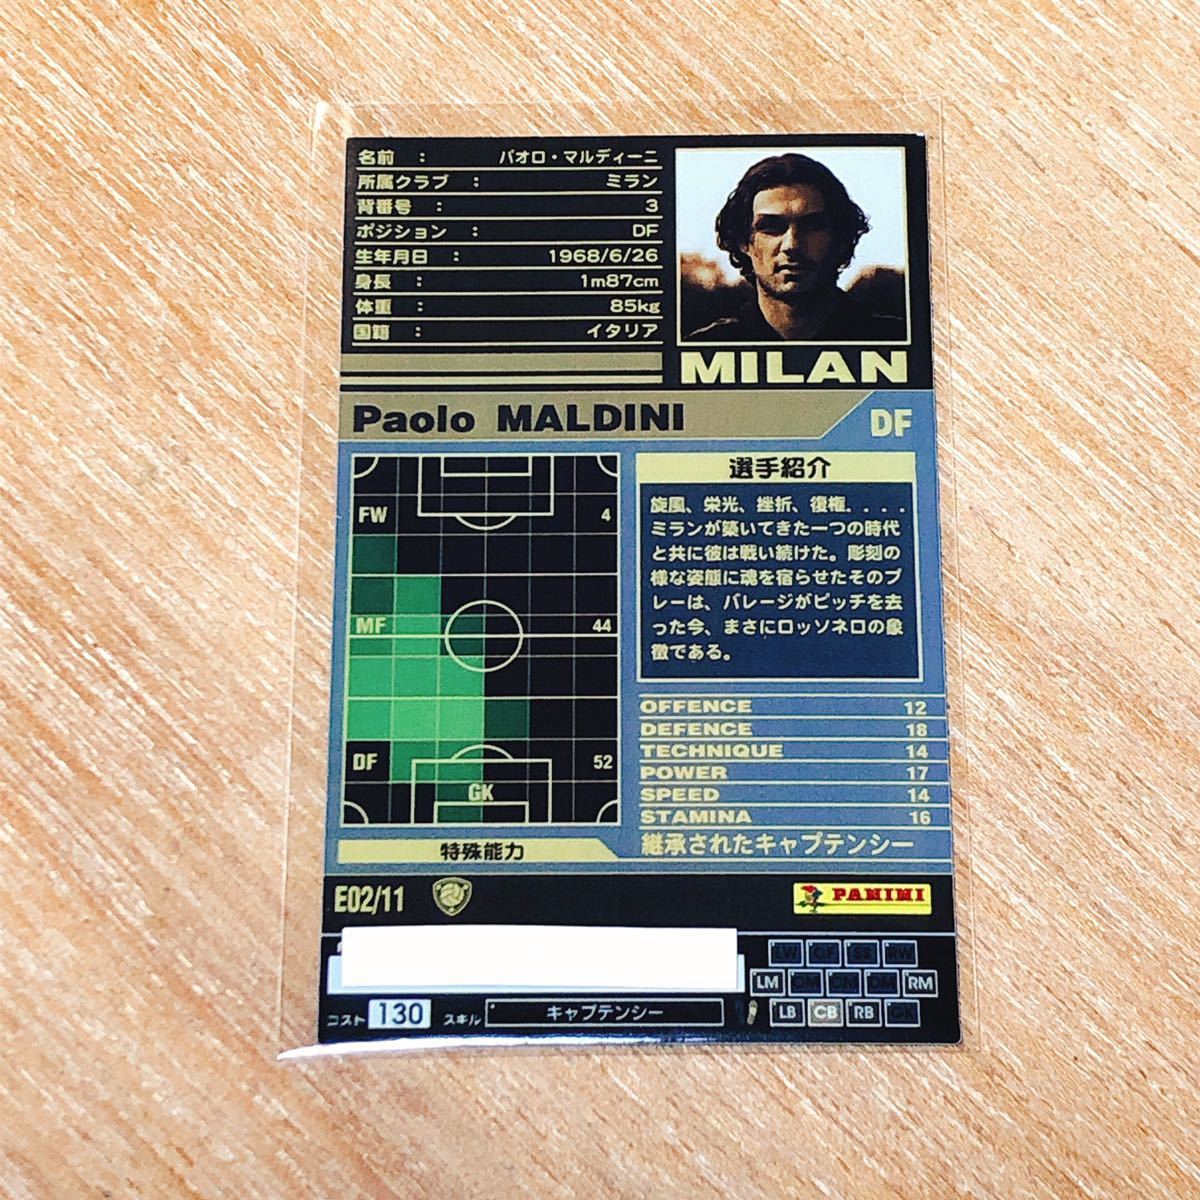 名前 : パオロ・マルディーニ
所属クラブ : ミラン
背番号 : 3
ポジション : DF
生年月日 : 1968/6/26
身長 : 1m87cm
体重 : 85kg
国籍 : イタリア
MILAN
Paolo MALDINI
DF
FW 4
MF 44
DF 52
GK
選手紹介
旋風、栄光、挫折、復権....
ミランが築いてきた一つの時代
と共に彼は戦い続けた。彫刻の
様な姿態に魂を宿らせたそのプ
レーは、バレージがピッチを去
った今、まさにロッソネロの象
徴である。
OFFENCE 12
DEFENCE 18
TECHNIQUE 14
POWER 17
SPEED 14
STAMINA 16
特殊能力
継承されたキャプテンシー
E02/11
PANINI
LW CF SS RW
LM OM CM DM RM
LB CB RB GK
コスト 130 スキル キャプテンシー